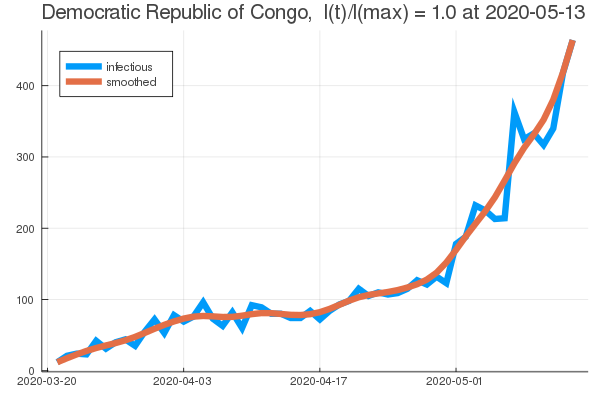 Democratic Republic of Congo, I(t)/I(max) = 1.0 at 2020-05-13
infectious
smoothed
400
300
200
100
0
2020-03-20 2020-04-03 2020-04-17 2020-05-01